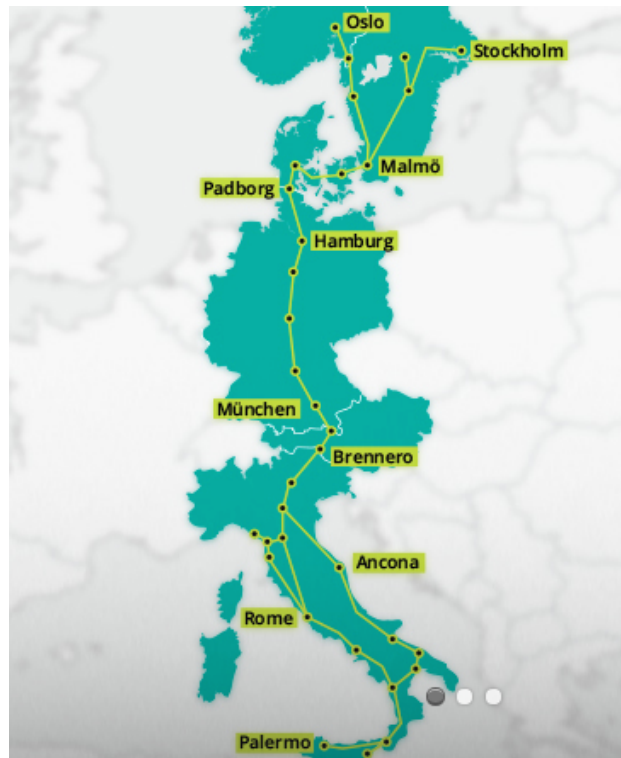 Oslo
Stockholm
Malmö
Padborg
Hamburg
München
Brennero
Ancona
Rome
Palermo